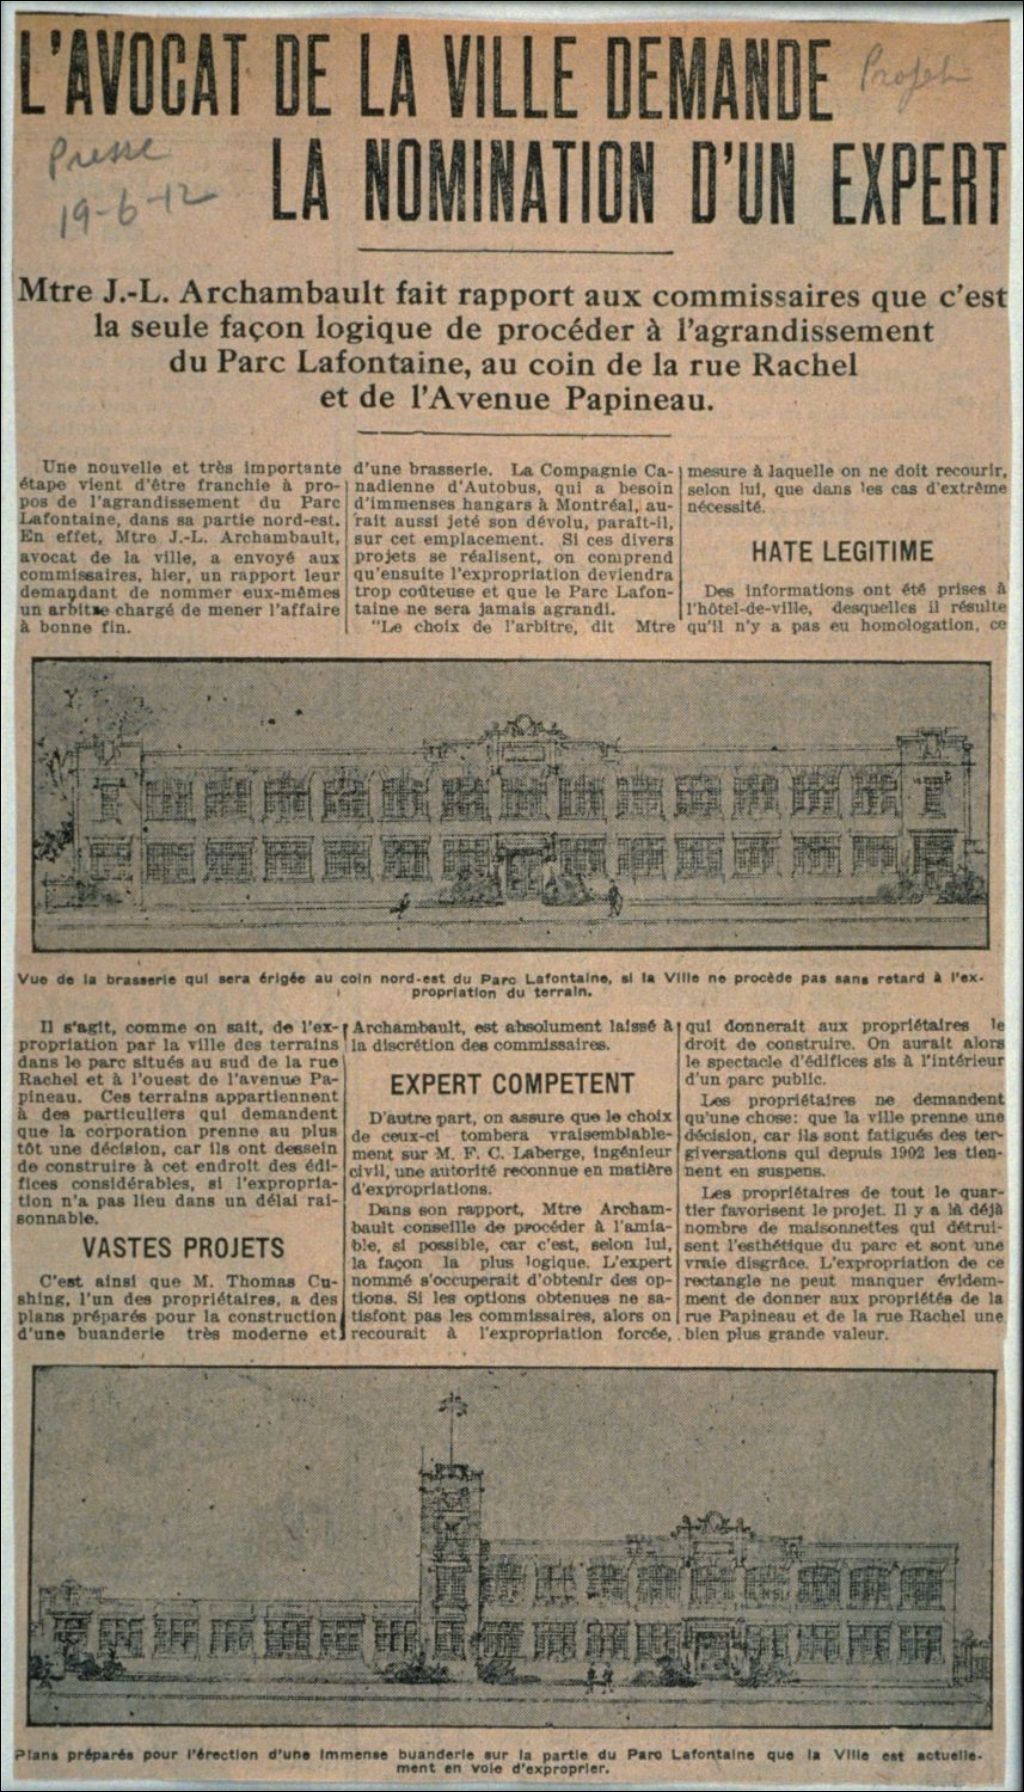 L'AVOCAT DE LA VILLE DEMANDE
Projet
Presse
19-6-12
LA NOMINATION D'UN EXPERT
Mtre J.-L. Archambault fait rapport aux commissaires que c'est
la seule façon logique de procéder à l'agrandissement
du Parc Lafontaine, au coin de la rue Rachel
et de l'Avenue Papineau.
Une nouvelle et très importante
étape vient d'être franchie à pro-
pos de l'agrandissement du Parc
Lafontaine, dans sa partie nord-est.
En effet, Mtre J.-L. Archambault,
avocat de la ville, a envoyé aux
commissaires, hier, un rapport leur
demandant de nommer eux-mêmes
un arbitre chargé de mener l'affaire
à bonne fin.
d'une brasserie. La Compagnie Ca-
nadienne d'Autobus, qui a besoin
d'immenses hangars à Montréal, au-
rait aussi jeté son dévolu, paraît-il,
sur cet emplacement. Si ces divers
projets se réalisent, on comprend
qu'ensuite l'expropriation deviendra
trop coûteuse et que le Parc Lafon-
taine ne sera jamais agrandi.
"Le choix de l'arbitre, dit Mtre
mesure à laquelle on ne doit recourir,
selon lui, que dans les cas d'extrême
nécessité.
HATE LEGITIME
Des informations ont été prises à
l'hôtel-de-ville, desquelles il résulte
qu'il n'y a pas eu homologation, ce
Vue de la brasserie qui sera érigée au coin nord-est du Parc Lafontaine, si la Ville ne procède pas sans retard à l'ex-
propriation du terrain.
Il s'agit, comme on sait, de l'ex-
propriation par la ville des terrains
dans le parc situés au sud de la rue
Rachel et à l'ouest de l'avenue Pa-
pineau. Ces terrains appartiennent
à des particuliers qui demandent
que la corporation prenne au plus
tôt une décision, car ils ont dessein
de construire à cet endroit des édi-
fices considérables, si l'expropria-
tion n'a pas lieu dans un délai rai-
sonnable.
VASTES PROJETS
C'est ainsi que M. Thomas Cu-
shing, l'un des propriétaires, a des
plans préparés pour la construction
d'une buanderie très moderne et
Archambault, est absolument laissé à
la discrétion des commissaires.
EXPERT COMPETENT
D'autre part, on assure que le choix
de ceux-ci tombera vraisemblable-
ment sur M. F. C. Laberge, ingénieur
civil, une autorité reconnue en matière
d'expropriations.
Dans son rapport, Mtre Archam-
bault conseille de procéder à l'amia-
ble, si possible, car c'est, selon lui,
la façon la plus logique. L'expert
nommé s'occuperait d'obtenir des op-
tions. Si les options obtenues ne sa-
tisfont pas les commissaires, alors on
recourait à l'expropriation forcée,
qui donnerait aux propriétaires le
droit de construire. On aurait alors
le spectacle d'édifices sis à l'intérieur
d'un parc public.
Les propriétaires ne demandent
qu'une chose: que la ville prenne une
décision, car ils sont fatigués des ter-
giversations qui depuis 1902 les tien-
nent en suspens.
Les propriétaires de tout le quar-
tier favorisent le projet. Il y a là déjà
nombre de maisonnettes qui détrui-
sent l'esthétique du parc et sont une
vraie disgrâce. L'expropriation de ce
rectangle ne peut manquer évidem-
ment de donner aux propriétés de la
rue Papineau et de la rue Rachel une
bien plus grande valeur.
Plans préparés pour l'érection d'une immense buanderie sur la partie du Parc Lafontaine que la Ville est actuelle-
ment en voie d'exproprier.